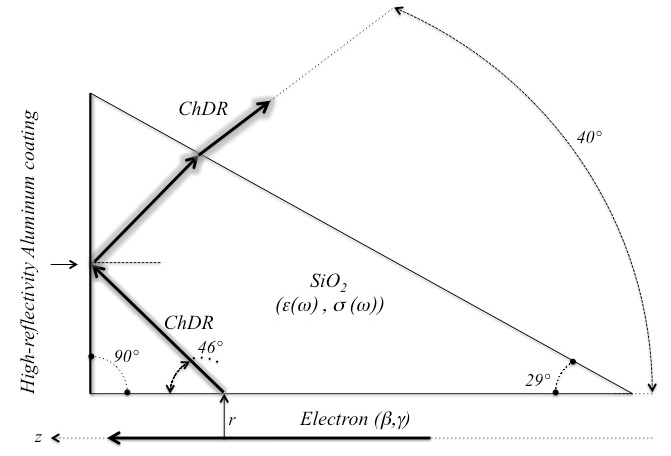 ChDR
40°
High-reflectivity Aluminum coating
SiO2
(ε(ω) , σ (ω))
ChDR
46°
90°
29°
r
Electron (β,γ)
z